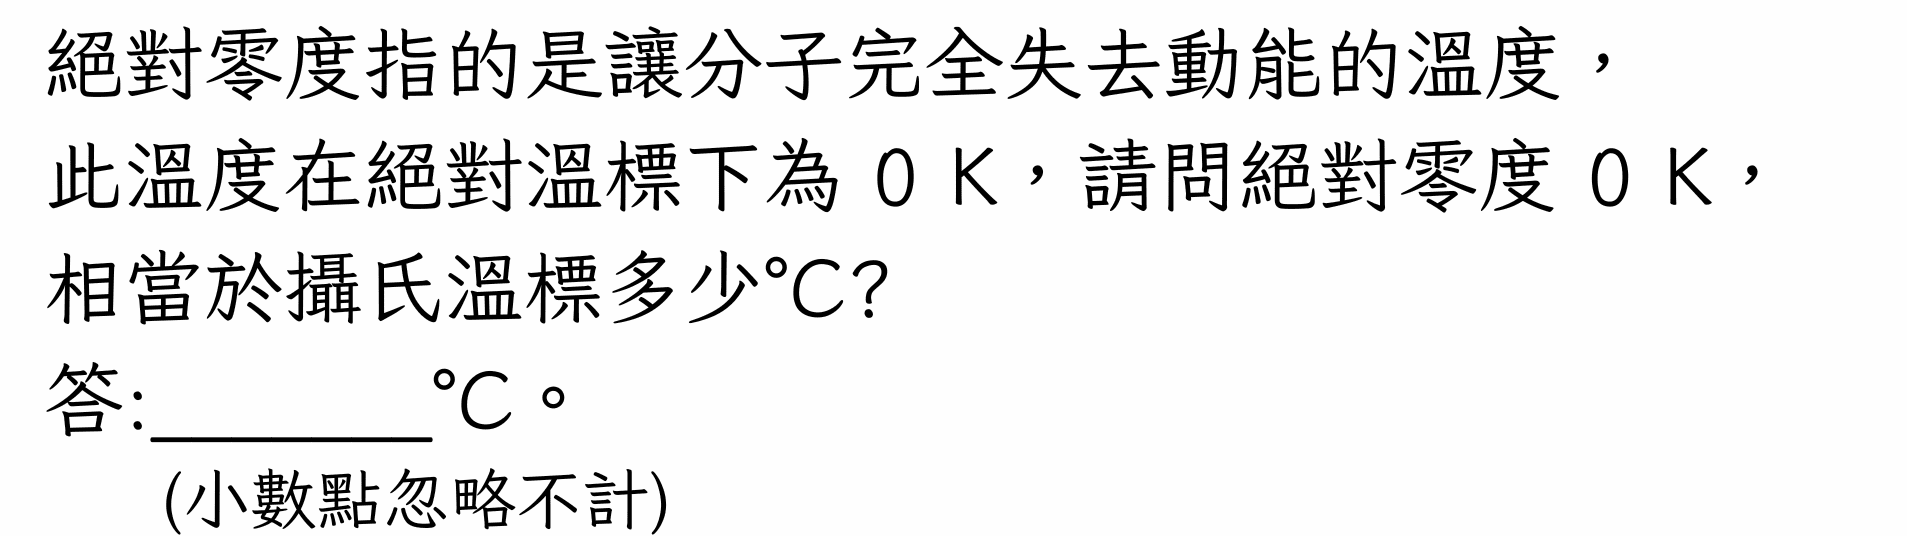 絕對零度指的是讓分子完全失去動能的溫度，
此溫度在絕對溫標下為 0 K，請問絕對零度 0 K，
相當於攝氏溫標多少℃?
答:_______℃。
(小數點忽略不計)